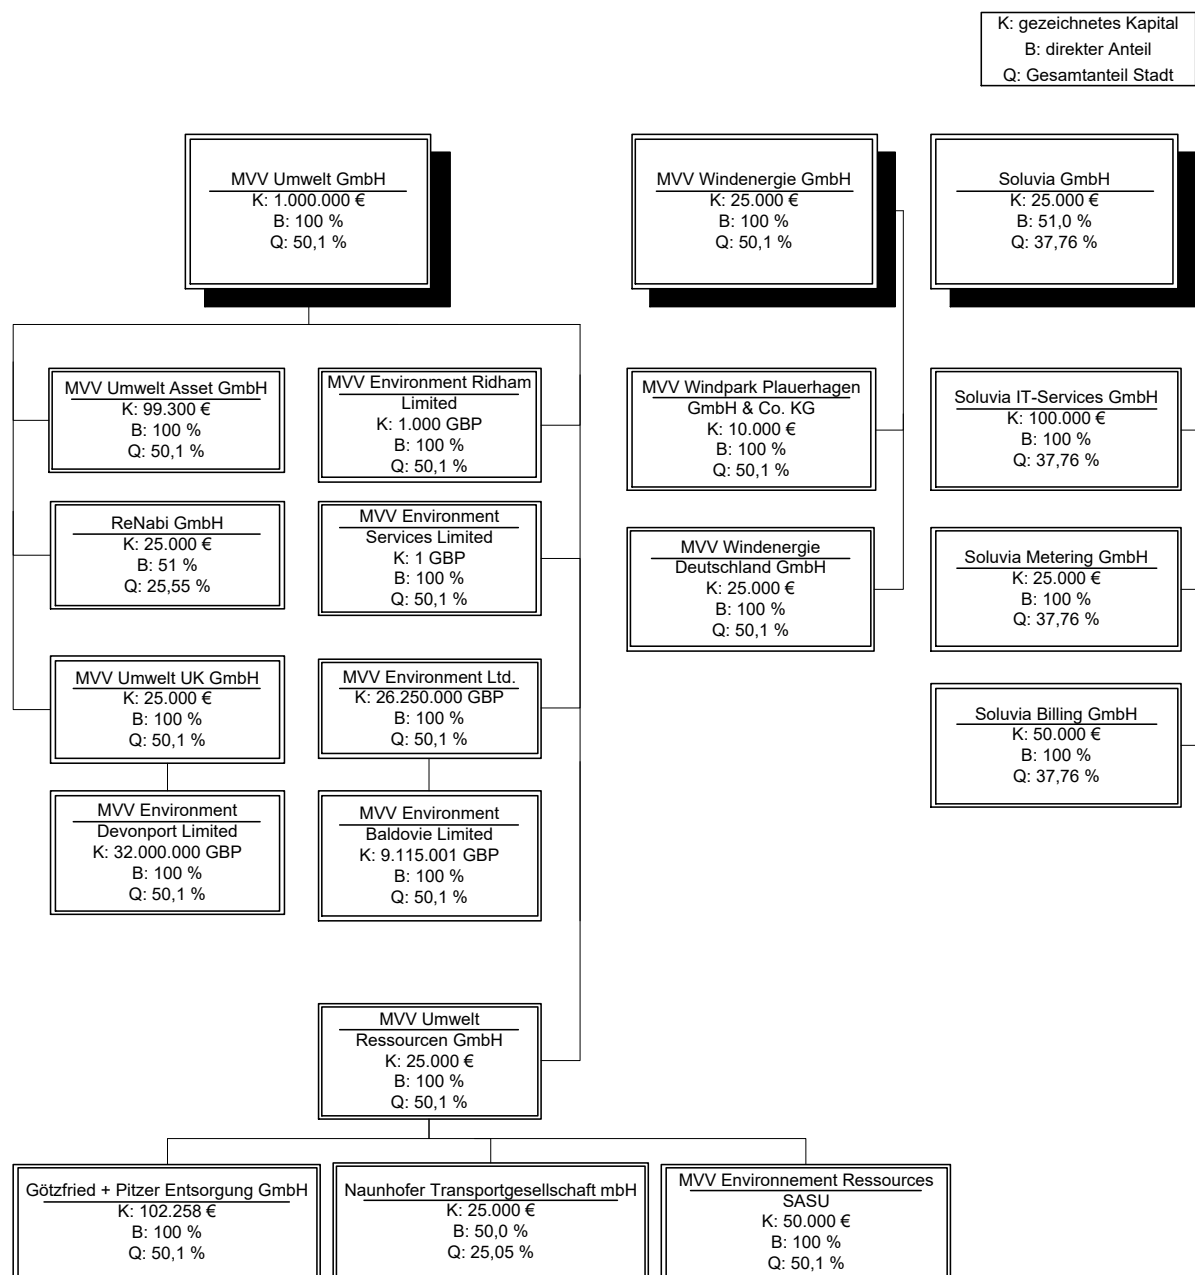 K: gezeichnetes Kapital
B: direkter Anteil
Q: Gesamtanteil Stadt
MVV Umwelt GmbH
K: 1.000.000 €
B: 100 %
Q: 50,1 %
MVV Windenergie GmbH
K: 25.000 €
B: 100 %
Q: 50,1 %
Soluvia GmbH
K: 25.000 €
B: 51,0 %
Q: 37,76 %
MVV Umwelt Asset GmbH
K: 99.300 €
B: 100 %
Q: 50,1 %
MVV Environment Ridham
Limited
K: 1.000 GBP
B: 100 %
Q: 50,1 %
MVV Windpark Plauerhagen
GmbH & Co. KG
K: 10.000 €
B: 100 %
Q: 50,1 %
Soluvia IT-Services GmbH
K: 100.000 €
B: 100 %
Q: 37,76 %
ReNabi GmbH
K: 25.000 €
B: 51 %
Q: 25,55 %
MVV Environment
Services Limited
K: 1 GBP
B: 100 %
Q: 50,1 %
MVV Windenergie
Deutschland GmbH
K: 25.000 €
B: 100 %
Q: 50,1 %
Soluvia Metering GmbH
K: 25.000 €
B: 100 %
Q: 37,76 %
MVV Umwelt UK GmbH
K: 25.000 €
B: 100 %
Q: 50,1 %
MVV Environment Ltd.
K: 26.250.000 GBP
B: 100 %
Q: 50,1 %
Soluvia Billing GmbH
K: 50.000 €
B: 100 %
Q: 37,76 %
MVV Environment
Devonport Limited
K: 32.000.000 GBP
B: 100 %
Q: 50,1 %
MVV Environment
Baldovie Limited
K: 9.115.001 GBP
B: 100 %
Q: 50,1 %
MVV Umwelt
Ressourcen GmbH
K: 25.000 €
B: 100 %
Q: 50,1 %
Götzfried + Pitzer Entsorgung GmbH
K: 102.258 €
B: 100 %
Q: 50,1 %
Naunhofer Transportgesellschaft mbH
K: 25.000 €
B: 50,0 %
Q: 25,05 %
MVV Environnement Ressources
SASU
K: 50.000 €
B: 100 %
Q: 50,1 %